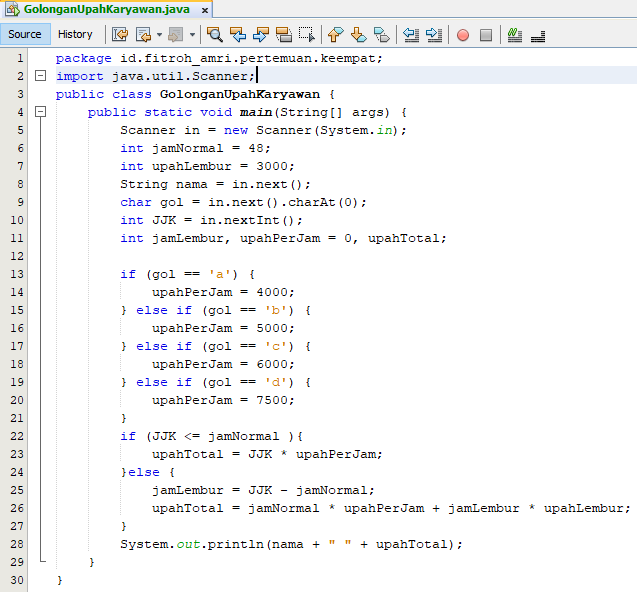 GolonganUpahKaryawan.java x
Source History
1 package id.fitroh_amri.pertemuan.keempat;
2 import java.util.Scanner;
3 public class GolonganUpahKaryawan {
4     public static void main(String[] args) {
5         Scanner in = new Scanner(System.in);
6         int jamNormal = 48;
7         int upahLembur = 3000;
8         String nama = in.next();
9         char gol = in.next().charAt(0);
10         int JJK = in.nextInt();
11         int jamLembur, upahPerJam = 0, upahTotal;
12
13         if (gol == 'a') {
14             upahPerJam = 4000;
15         } else if (gol == 'b') {
16             upahPerJam = 5000;
17         } else if (gol == 'c') {
18             upahPerJam = 6000;
19         } else if (gol == 'd') {
20             upahPerJam = 7500;
21         }
22         if (JJK <= jamNormal ){
23             upahTotal = JJK * upahPerJam;
24         }else {
25             jamLembur = JJK - jamNormal;
26             upahTotal = jamNormal * upahPerJam + jamLembur * upahLembur;
27         }
28         System.out.println(nama + " " + upahTotal);
29     }
30 }